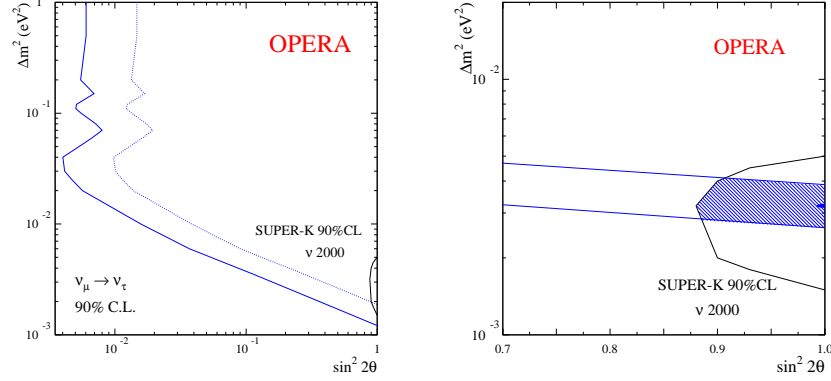 Δm² (eV²)
OPERA
1
10⁻¹
10⁻²
10⁻³
SUPER-K 90%CL
ν 2000
ν_μ → ν_τ
90% C.L.
10⁻²
10⁻¹
1
sin² 2θ
Δm² (eV²)
OPERA
10⁻²
10⁻³
SUPER-K 90%CL
ν 2000
0.7
0.8
0.9
1.0
sin² 2θ